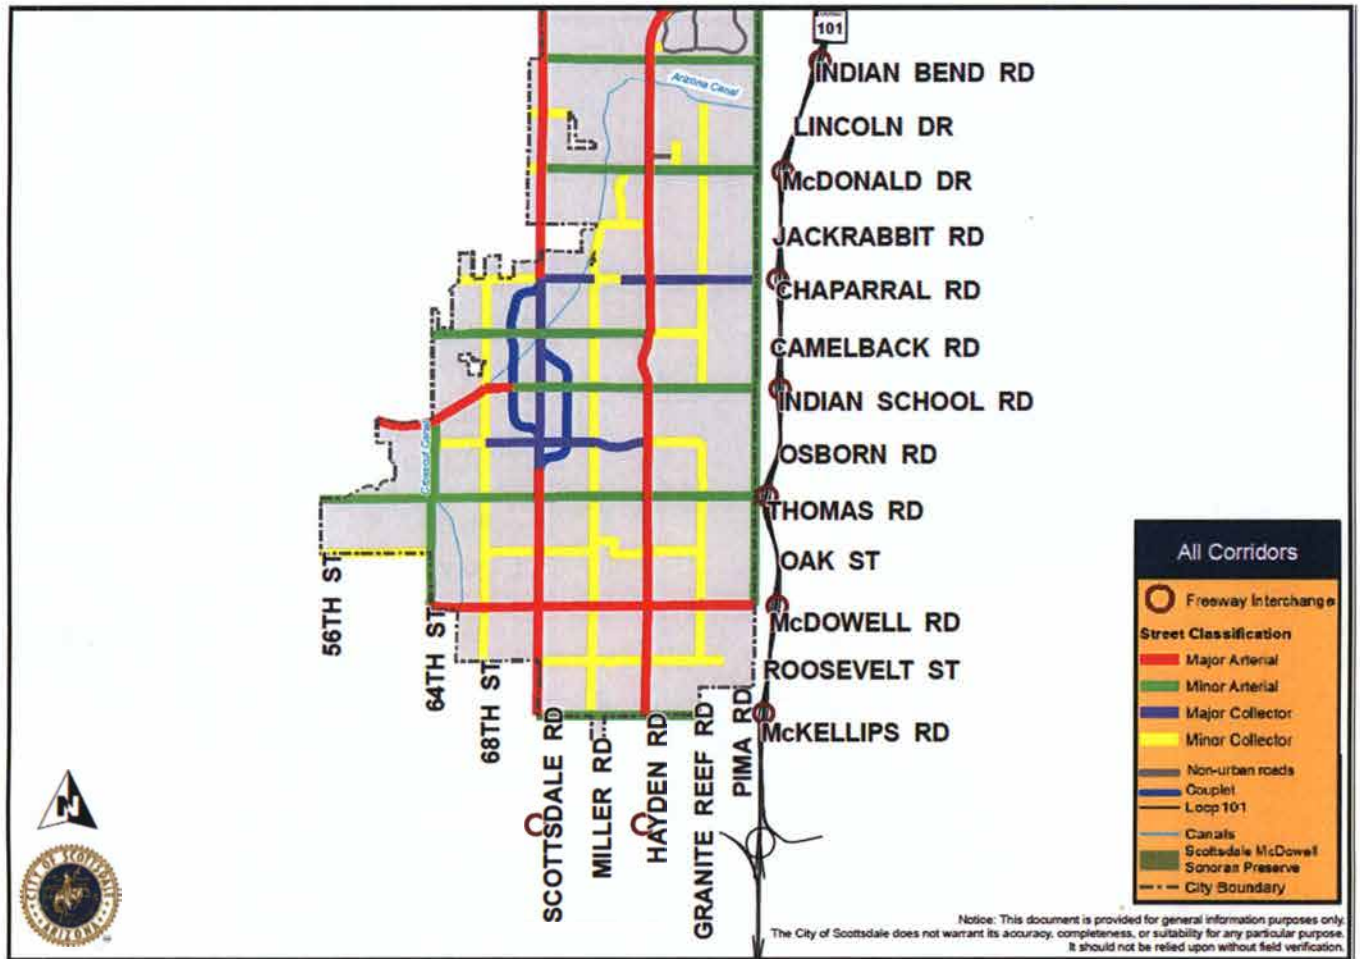 101
INDIAN BEND RD
Arizona Canal
LINCOLN DR
McDONALD DR
JACKRABBIT RD
CHAPARRAL RD
CAMELBACK RD
INDIAN SCHOOL RD
Crosscut Canal
OSBORN RD
THOMAS RD
OAK ST
McDOWELL RD
ROOSEVELT ST
McKELLIPS RD
56TH ST
64TH ST
68TH ST
SCOTTSDALE RD
MILLER RD
HAYDEN RD
GRANITE REEF RD
PIMA RD
All Corridors
Freeway Interchange
Street Classification
Major Arterial
Minor Arterial
Major Collector
Minor Collector
Non-urban roads
Couplet
Loop 101
Canals
Scottsdale McDowell
Sonoran Preserve
City Boundary
N
CITY OF SCOTTSDALE
ARIZONA
Notice: This document is provided for general information purposes only.
The City of Scottsdale does not warrant its accuracy, completeness, or suitability for any particular purpose.
It should not be relied upon without field verification.